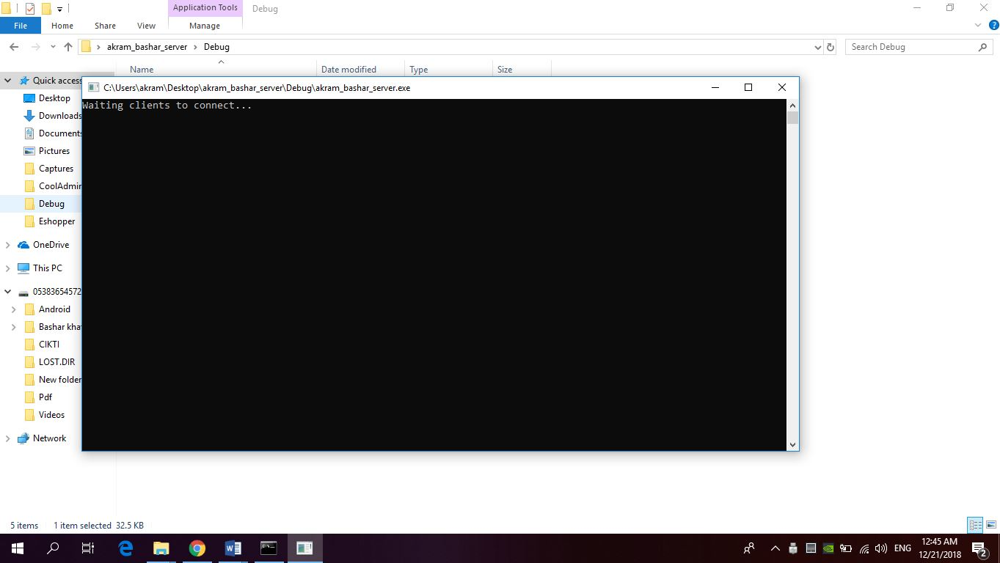 Application Tools
Debug
File
Home
Share
View
Manage
akram_bashar_server
Debug
Search Debug
Name
Date modified
Type
Size
Quick access
Desktop
Downloads
Documents
Pictures
Captures
CoolAdmin
Debug
Eshopper
OneDrive
This PC
05383654572
Android
Bashar kha
CIKTI
LOST.DIR
New folder
Pdf
Videos
Network
C:\Users\akram\Desktop\akram_bashar_server\Debug\akram_bashar_server.exe
Waiting clients to connect...
5 items
1 item selected 32.5 KB
ENG
12:45 AM
12/21/2018
2